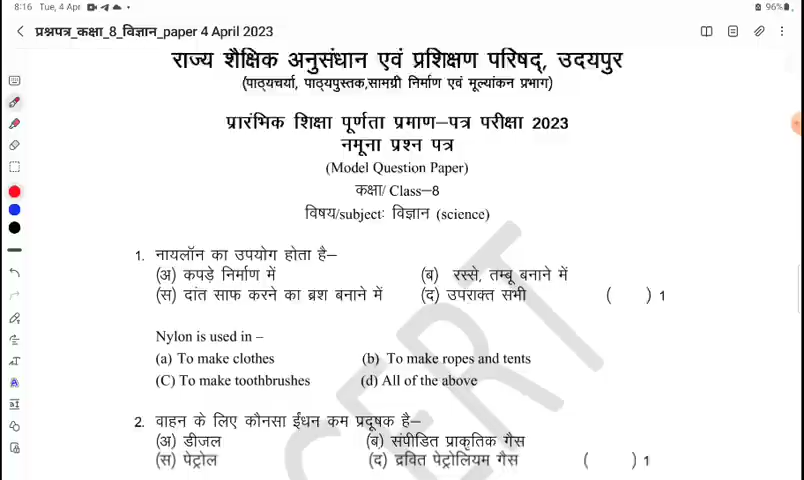 8:16 Tue, 4 Apr
96%
प्रश्नपत्र_कक्षा_8_विज्ञान_paper 4 April 2023
राज्य शैक्षिक अनुसंधान एवं प्रशिक्षण परिषद्, उदयपुर
(पाठ्यचर्या, पाठ्यपुस्तक,सामग्री निर्माण एवं मूल्यांकन प्रभाग)
प्रारंभिक शिक्षा पूर्णता प्रमाण–पत्र परीक्षा 2023
नमूना प्रश्न पत्र
(Model Question Paper)
कक्षा/ Class–8
विषय/subject: विज्ञान (science)
1. नायलॉन का उपयोग होता है–
(अ) कपड़े निर्माण में (ब) रस्से, तम्बू बनाने में
(स) दांत साफ करने का ब्रश बनाने में (द) उपराक्त सभी ( ) 1
Nylon is used in –
(a) To make clothes (b) To make ropes and tents
(C) To make toothbrushes (d) All of the above
2. वाहन के लिए कौनसा ईंधन कम प्रदूषक है–
(अ) डीजल (ब) संपीडित प्राकृतिक गैस
(स) पेट्रोल (द) द्रवित पेट्रोलियम गैस ( ) 1
CERT